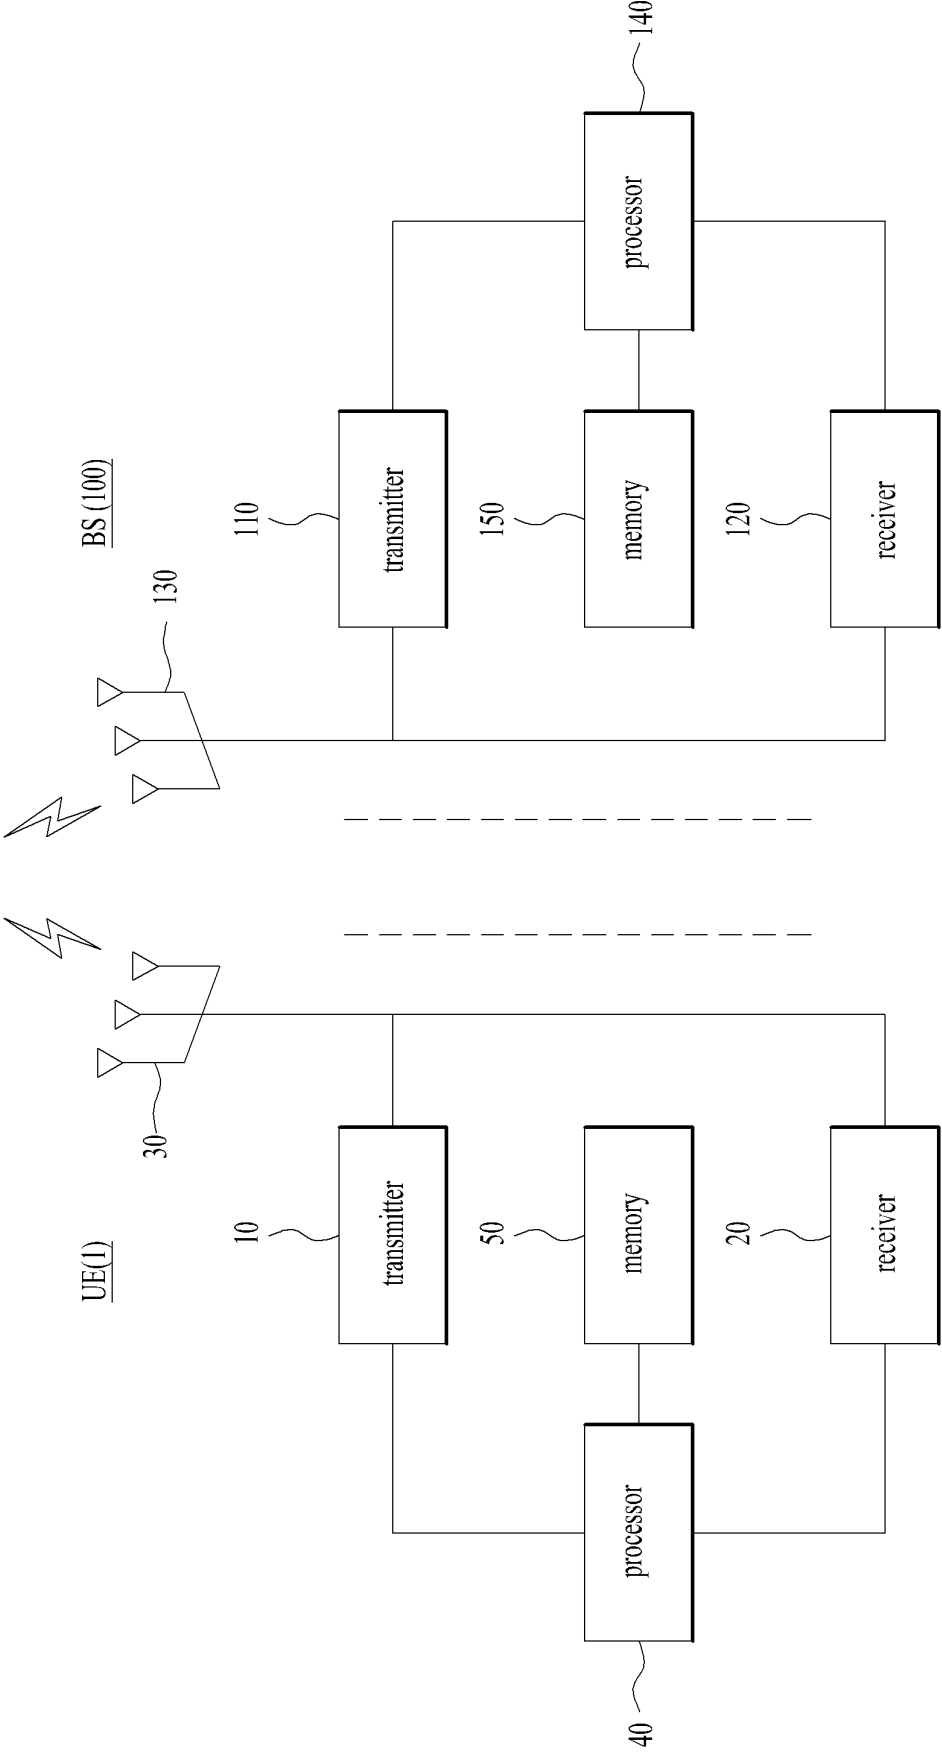 UE(1)
BS (100)
30
130
10
transmitter
110
transmitter
40
processor
50
memory
150
memory
processor
140
20
receiver
120
receiver